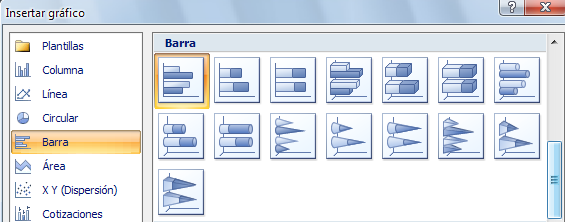 Insertar gráfico
Plantillas
Columna
Línea
Circular
Barra
Área
X Y (Dispersión)
Cotizaciones
Barra